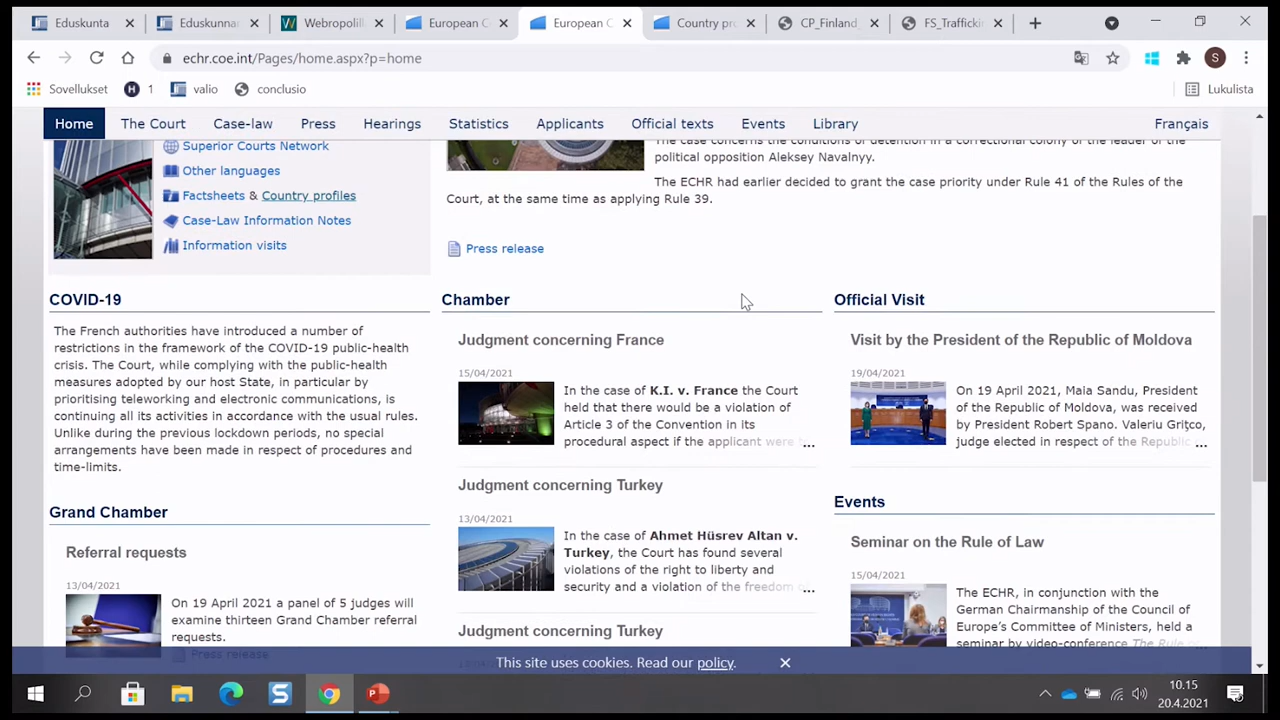 Eduskunta
Eduskunnan
Webropolill
European C
European C
Country pro
CP_Finland_
FS_Traffickin
echr.coe.int/Pages/home.aspx?p=home
S
Sovellukset
H 1
valio
conclusio
Lukulista
Home
The Court
Case-law
Press
Hearings
Statistics
Applicants
Official texts
Events
Library
Français
Superior Courts Network
Other languages
Factsheets & Country profiles
Case-Law Information Notes
Information visits
The case concerns the conditions of detention in a correctional colony of the leader of the
political opposition Aleksey Navalnyy.
The ECHR had earlier decided to grant the case priority under Rule 41 of the Rules of the
Court, at the same time as applying Rule 39.
Press release
COVID-19
The French authorities have introduced a number of
restrictions in the framework of the COVID-19 public-health
crisis. The Court, while complying with the public-health
measures adopted by our host State, in particular by
prioritising teleworking and electronic communications, is
continuing all its activities in accordance with the usual rules.
Unlike during the previous lockdown periods, no special
arrangements have been made in respect of procedures and
time-limits.
Grand Chamber
Referral requests
13/04/2021
On 19 April 2021 a panel of 5 judges will
examine thirteen Grand Chamber referral
requests.
Press release
Chamber
Judgment concerning France
15/04/2021
In the case of K.I. v. France the Court
held that there would be a violation of
Article 3 of the Convention in its
procedural aspect if the applicant were to
...
Judgment concerning Turkey
13/04/2021
In the case of Ahmet Hüsrev Altan v.
Turkey, the Court has found several
violations of the right to liberty and
security and a violation of the freedom of
...
Judgment concerning Turkey
Official Visit
Visit by the President of the Republic of Moldova
19/04/2021
On 19 April 2021, Maia Sandu, President
of the Republic of Moldova, was received
by President Robert Spano. Valeriu Griţco,
judge elected in respect of the Republic
...
Events
Seminar on the Rule of Law
15/04/2021
The ECHR, in conjunction with the
German Chairmanship of the Council of
Europe's Committee of Ministers, held a
seminar by video-conference The Rule of
This site uses cookies. Read our policy.
10.15
20.4.2021